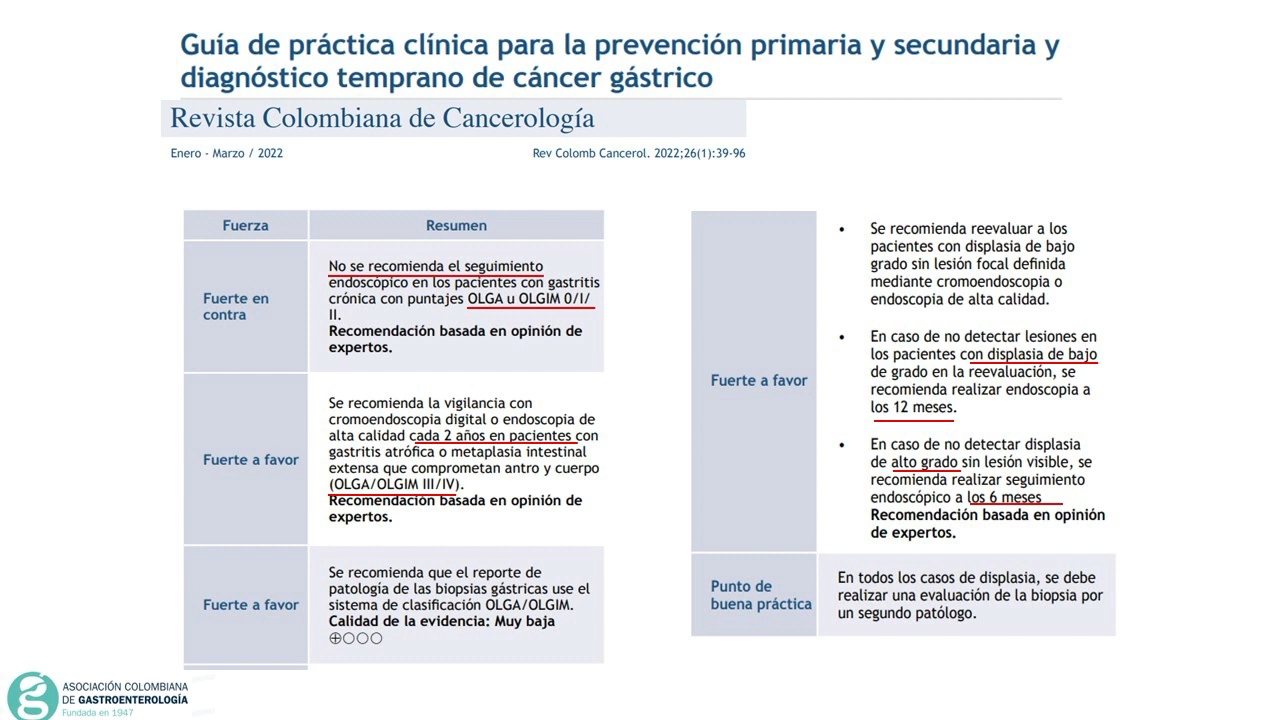 Guía de práctica clínica para la prevención primaria y secundaria y
diagnóstico temprano de cáncer gástrico
Revista Colombiana de Cancerología
Enero - Marzo / 2022
Rev Colomb Cancerol. 2022;26(1):39-96
Fuerza
Resumen
Fuerte en
contra
No se recomienda el seguimiento
endoscópico en los pacientes con gastritis
crónica con puntajes OLGA u OLGIM 0/I/
II.
Recomendación basada en opinión de
expertos.
Fuerte a favor
Se recomienda la vigilancia con
cromoendoscopia digital o endoscopia de
alta calidad cada 2 años en pacientes con
gastritis atrófica o metaplasia intestinal
extensa que comprometan antro y cuerpo
(OLGA/OLGIM III/IV).
Recomendación basada en opinión de
expertos.
Fuerte a favor
Se recomienda que el reporte de
patología de las biopsias gástricas use el
sistema de clasificación OLGA/OLGIM.
Calidad de la evidencia: Muy baja
⊕○○○
Fuerte a favor
• Se recomienda reevaluar a los
pacientes con displasia de bajo
grado sin lesión focal definida
mediante cromoendoscopia o
endoscopia de alta calidad.
• En caso de no detectar lesiones en
los pacientes con displasia de bajo
de grado en la reevaluación, se
recomienda realizar endoscopia a
los 12 meses.
• En caso de no detectar displasia
de alto grado sin lesión visible, se
recomienda realizar seguimiento
endoscópico a los 6 meses
Recomendación basada en opinión
de expertos.
Punto de
buena práctica
En todos los casos de displasia, se debe
realizar una evaluación de la biopsia por
un segundo patólogo.
ASOCIACIÓN COLOMBIANA
DE GASTROENTEROLOGÍA
Fundada en 1947